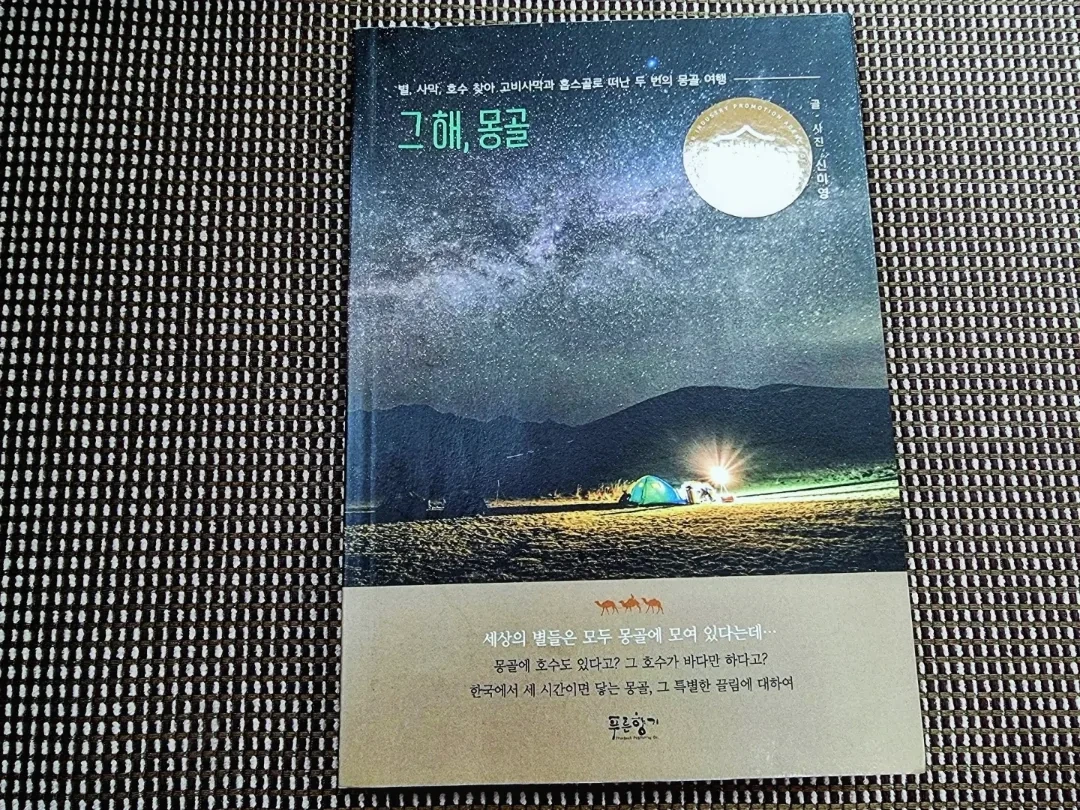 별, 사막, 호수 찾아 고비사막과 홉스골로 떠난 두 번의 몽골 여행
그해, 몽골
글·사진 신미영
INDUSTRY PROMOTION
세상의 별들은 모두 몽골에 모여 있다는데…
몽골에 호수도 있다고? 그 호수가 바다만 하다고?
한국에서 세 시간이면 닿는 몽골, 그 특별한 끌림에 대하여
푸른향기